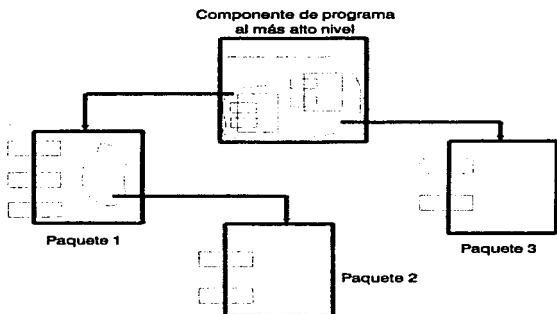 Componente de programa
al más alto nivel
Paquete 1
Paquete 3
Paquete 2